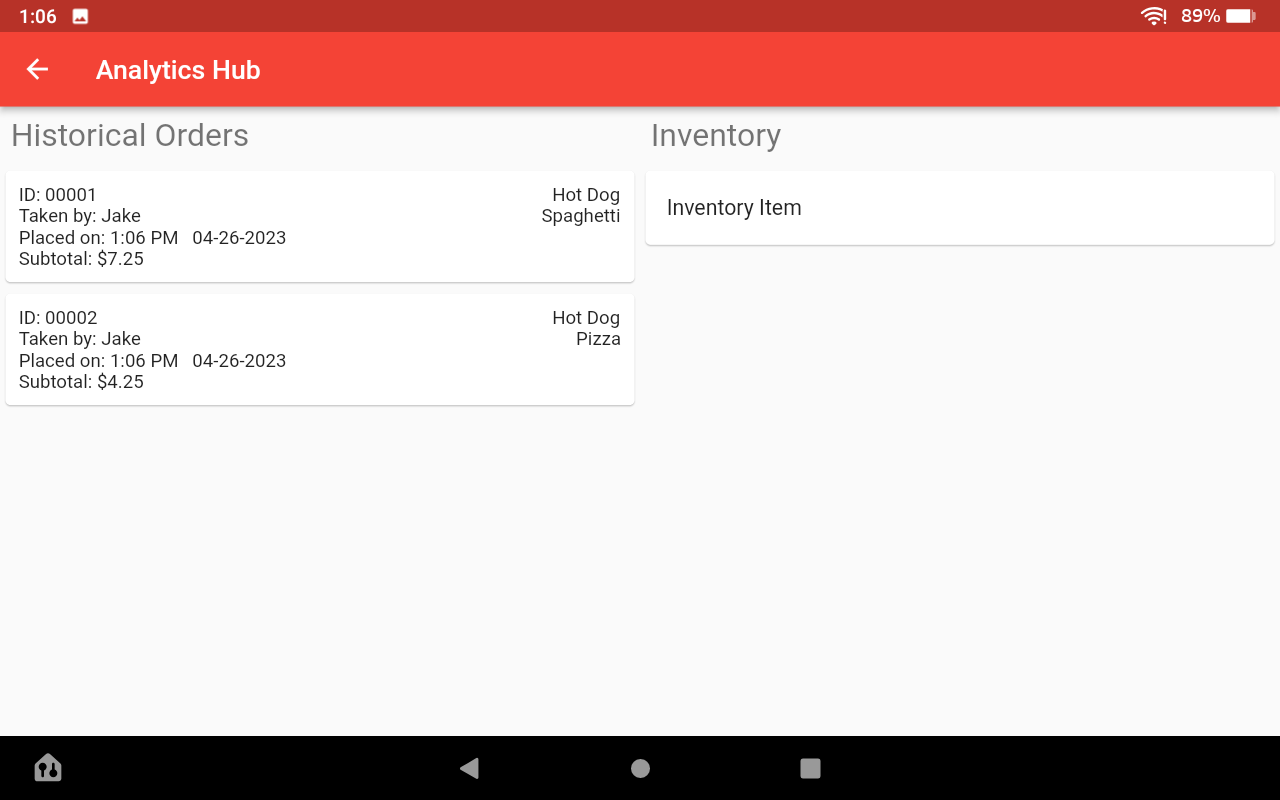 1:06
89%
Analytics Hub
Historical Orders
ID: 00001
Hot Dog
Taken by: Jake
Spaghetti
Placed on: 1:06 PM 04-26-2023
Subtotal: $7.25
ID: 00002
Hot Dog
Taken by: Jake
Pizza
Placed on: 1:06 PM 04-26-2023
Subtotal: $4.25
Inventory
Inventory Item